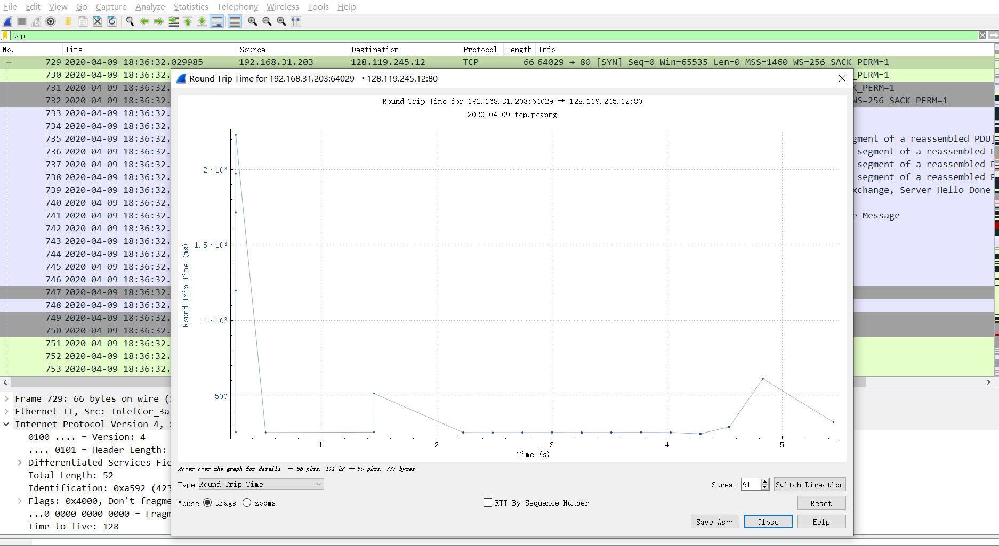 File Edit View Go Capture Analyze Statistics Telephony Wireless Tools Help
tcp
No. Time Source Destination Protocol Length Info
729 2020-04-09 18:36:32.029985 192.168.31.203 128.119.245.12 TCP 66 64029 → 80 [SYN] Seq=0 Win=65535 Len=0 MSS=1460 WS=256 SACK_PERM=1
730 2020-04-09 18:36:32. _PERM=1
731 2020-04-09 18:36:32. K_PERM=1
732 2020-04-09 18:36:32. WS=256 SACK_PERM=1
733 2020-04-09 18:36:32.
734 2020-04-09 18:36:32.
735 2020-04-09 18:36:32. gment of a reassembled PDU]
736 2020-04-09 18:36:32. segment of a reassembled P
737 2020-04-09 18:36:32. segment of a reassembled P
738 2020-04-09 18:36:32. segment of a reassembled P
739 2020-04-09 18:36:32. xchange, Server Hello Done
740 2020-04-09 18:36:32.
741 2020-04-09 18:36:32. e Message
742 2020-04-09 18:36:32.
743 2020-04-09 18:36:32.
744 2020-04-09 18:36:32.
745 2020-04-09 18:36:32.
746 2020-04-09 18:36:32.
747 2020-04-09 18:36:32.
748 2020-04-09 18:36:32.
749 2020-04-09 18:36:32.
750 2020-04-09 18:36:32.
751 2020-04-09 18:36:32.
752 2020-04-09 18:36:32.
753 2020-04-09 18:36:32.
Frame 729: 66 bytes on wire (5
Ethernet II, Src: IntelCor_3a
Internet Protocol Version 4, S
0100 .... = Version: 4
.... 0101 = Header Length:
Differentiated Services Fie
Total Length: 52
Identification: 0xa592 (423
Flags: 0x4000, Don't fragme
...0 0000 0000 0000 = Fragm
Time to live: 128
Round Trip Time for 192.168.31.203:64029 → 128.119.245.12:80
Round Trip Time for 192.168.31.203:64029 → 128.119.245.12:80
2020_04_09_tcp.pcapng
Round Trip Time (ms)
2·10³
1.5·10³
1·10³
500
1 2 3 4 5
Time (s)
Hover over the graph for details. → 56 pkts, 171 kB ← 50 pkts, 777 bytes
Type Round Trip Time Stream 91 Switch Direction
Mouse drags zooms RTT By Sequence Number Reset
Save As… Close Help